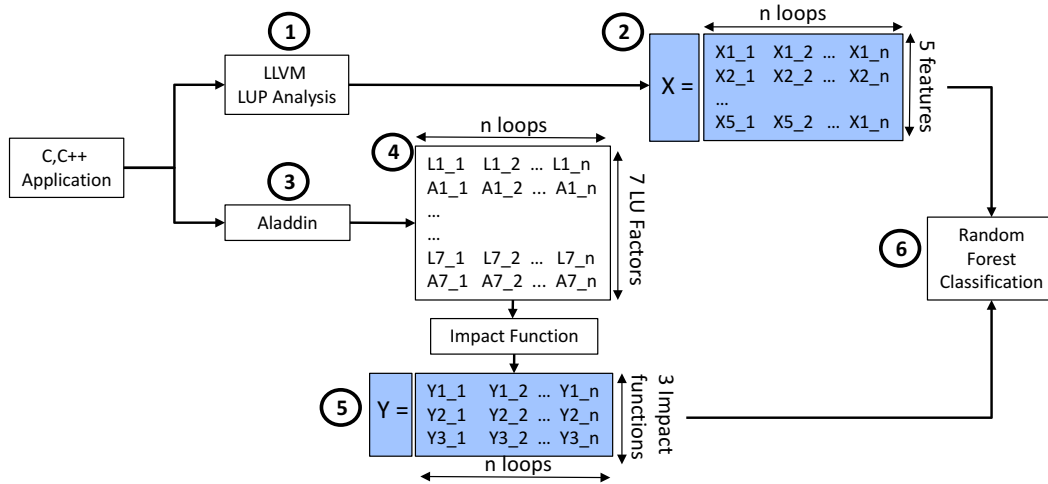 1
LLVM
LUP Analysis
2
n loops
X =
X1_1 X1_2 ... X1_n
X2_1 X2_2 ... X2_n
...
X5_1 X5_2 ... X1_n
5 features
C,C++
Application
3
Aladdin
4
n loops
L1_1 L1_2 ... L1_n
A1_1 A1_2 ... A1_n
...
...
L7_1 L7_2 ... L7_n
A7_1 A7_2 ... A7_n
7 LU Factors
Impact Function
5
Y =
Y1_1 Y1_2 ... Y1_n
Y2_1 Y2_2 ... Y2_n
Y3_1 Y3_2 ... Y3_n
3 Impact
functions
n loops
6
Random
Forest
Classification